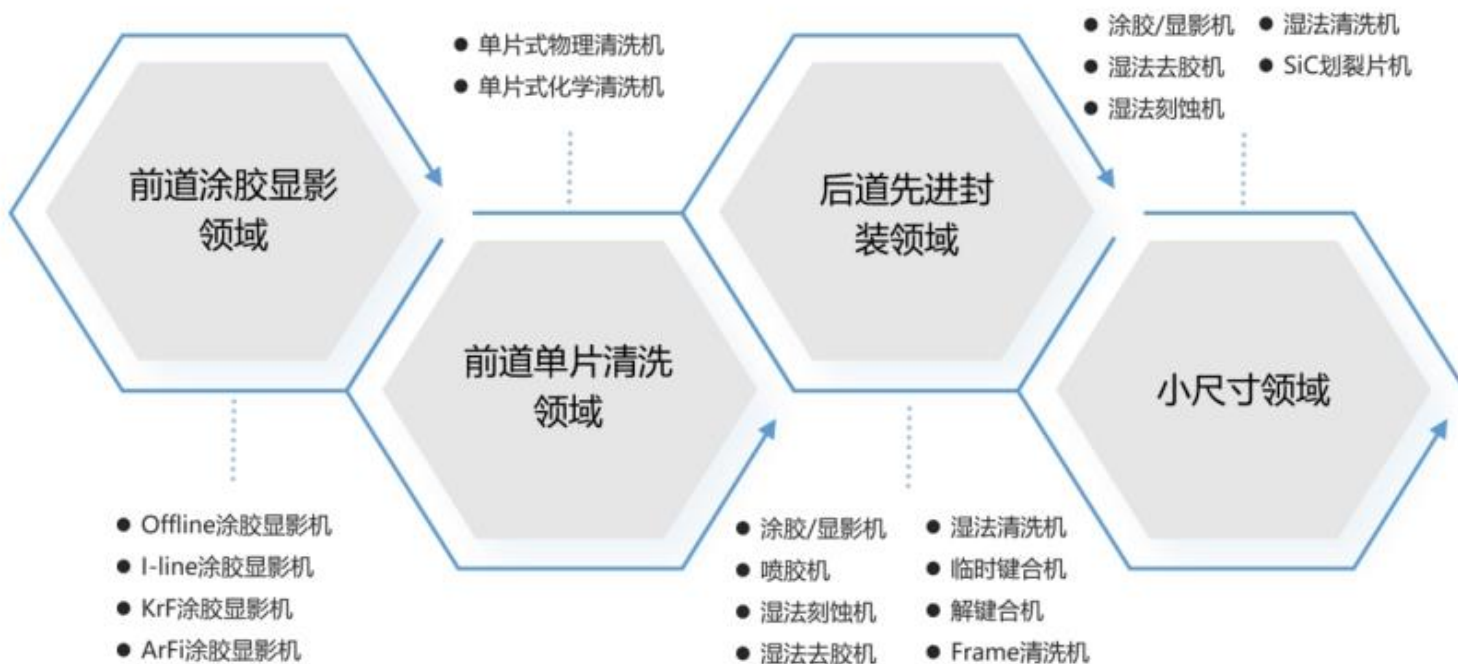 前道涂胶显影
领域
● Offline涂胶显影机
● I-line涂胶显影机
● KrF涂胶显影机
● ArFi涂胶显影机
● 单片式物理清洗机
● 单片式化学清洗机
前道单片清洗
领域
后道先进封
装领域
● 涂胶/显影机
● 喷胶机
● 湿法刻蚀机
● 湿法去胶机
● 湿法清洗机
● 临时键合机
● 解键合机
● Frame清洗机
● 涂胶/显影机
● 湿法去胶机
● 湿法刻蚀机
● 湿法清洗机
● SiC划裂片机
小尺寸领域